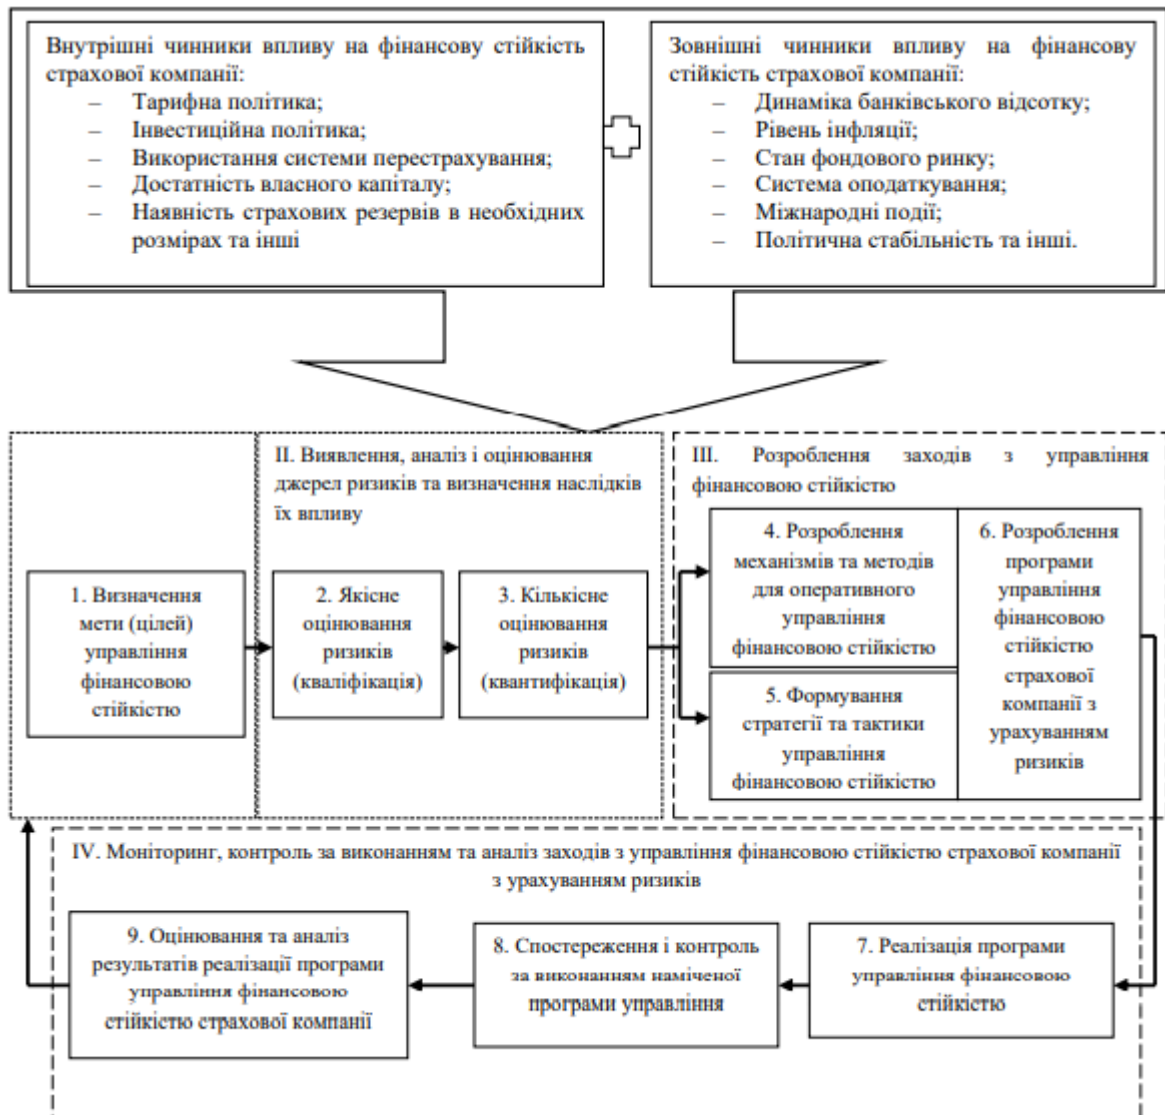 Внутрішні чинники впливу на фінансову стійкість
страхової компанії:
– Тарифна політика;
– Інвестиційна політика;
– Використання системи перестрахування;
– Достатність власного капіталу;
– Наявність страхових резервів в необхідних
розмірах та інші
Зовнішні чинники впливу на фінансову
стійкість страхової компанії:
– Динаміка банківського відсотку;
– Рівень інфляції;
– Стан фондового ринку;
– Система оподаткування;
– Міжнародні події;
– Політична стабільність та інші.
1. Визначення
мети (цілей)
управління
фінансовою
стійкістю
II. Виявлення, аналіз і оцінювання
джерел ризиків та визначення наслідків
їх впливу
2. Якісне
оцінювання
ризиків
(кваліфікація)
3. Кількісне
оцінювання
ризиків
(квантифікація)
III. Розроблення заходів з управління
фінансовою стійкістю
4. Розроблення
механізмів та методів
для оперативного
управління
фінансовою стійкістю
5. Формування
стратегії та тактики
управління
фінансовою стійкістю
6. Розроблення
програми
управління
фінансовою
стійкістю
страхової
компанії з
урахуванням
ризиків
IV. Моніторинг, контроль за виконанням та аналіз заходів з управління фінансовою стійкістю страхової компанії
з урахуванням ризиків
9. Оцінювання та аналіз
результатів реалізації програми
управління фінансовою
стійкістю страхової компанії
8. Спостереження і контроль
за виконанням наміченої
програми управління
7. Реалізація програми
управління фінансовою
стійкістю